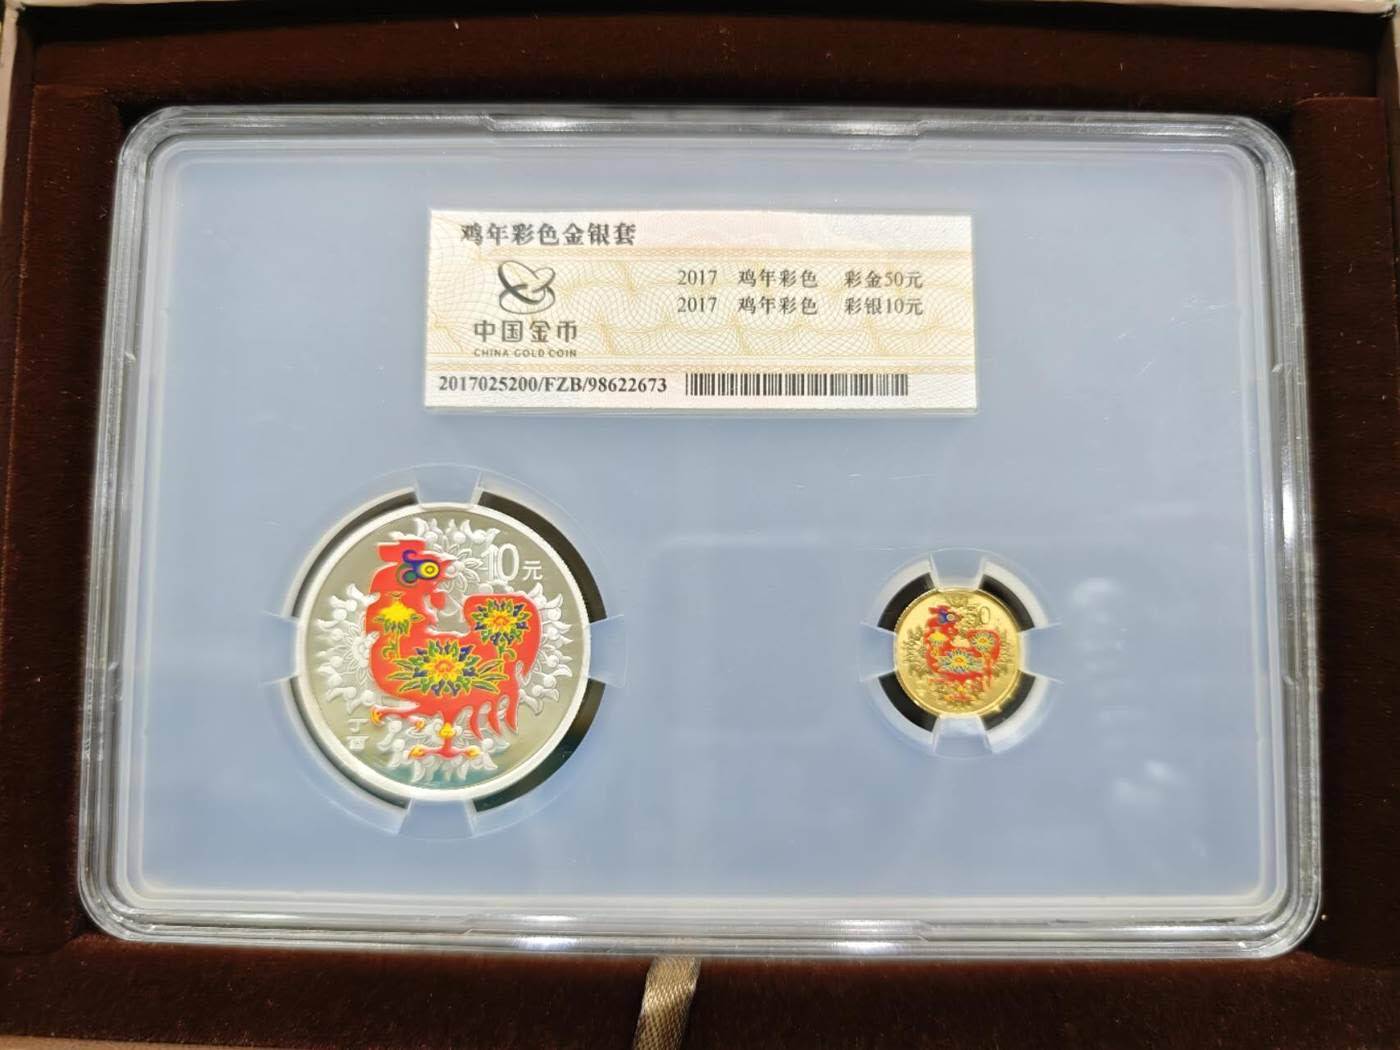 鸡年彩色金银套
2017 鸡年彩色 彩金50元
2017 鸡年彩色 彩银10元
中国金币
CHINA GOLD COIN
2017025200/FZB/98622673
10元
丁酉
50